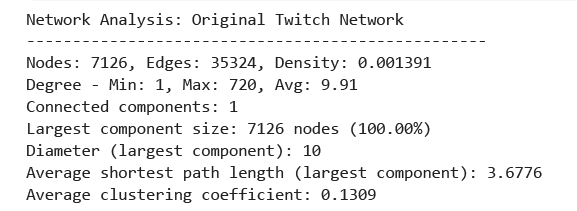 Network Analysis: Original Twitch Network
--------------------------------------------------
Nodes: 7126, Edges: 35324, Density: 0.001391
Degree - Min: 1, Max: 720, Avg: 9.91
Connected components: 1
Largest component size: 7126 nodes (100.00%)
Diameter (largest component): 10
Average shortest path length (largest component): 3.6776
Average clustering coefficient: 0.1309